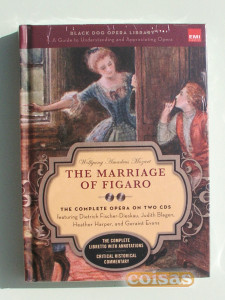 BLACK DOG OPERA LIBRARY
A Guide to Understanding and Appreciating Opera
EMI
Wolfgang Amadeus Mozart
THE MARRIAGE
OF FIGARO
THE COMPLETE OPERA ON TWO CDS
featuring Dietrich Fischer-Dieskau, Judith Blegen,
Heather Harper, and Geraint Evans
THE COMPLETE
LIBRETTO WITH ANNOTATIONS
CRITICAL HISTORICAL
COMMENTARY
coisas